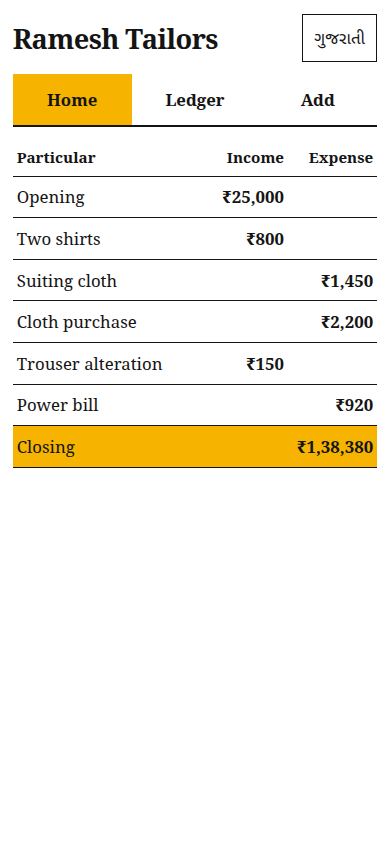 Ramesh Tailors
ગુજરાતી
Home Ledger Add
Particular Income Expense
Opening ₹25,000
Two shirts ₹800
Suiting cloth ₹1,450
Cloth purchase ₹2,200
Trouser alteration ₹150
Power bill ₹920
Closing ₹1,38,380